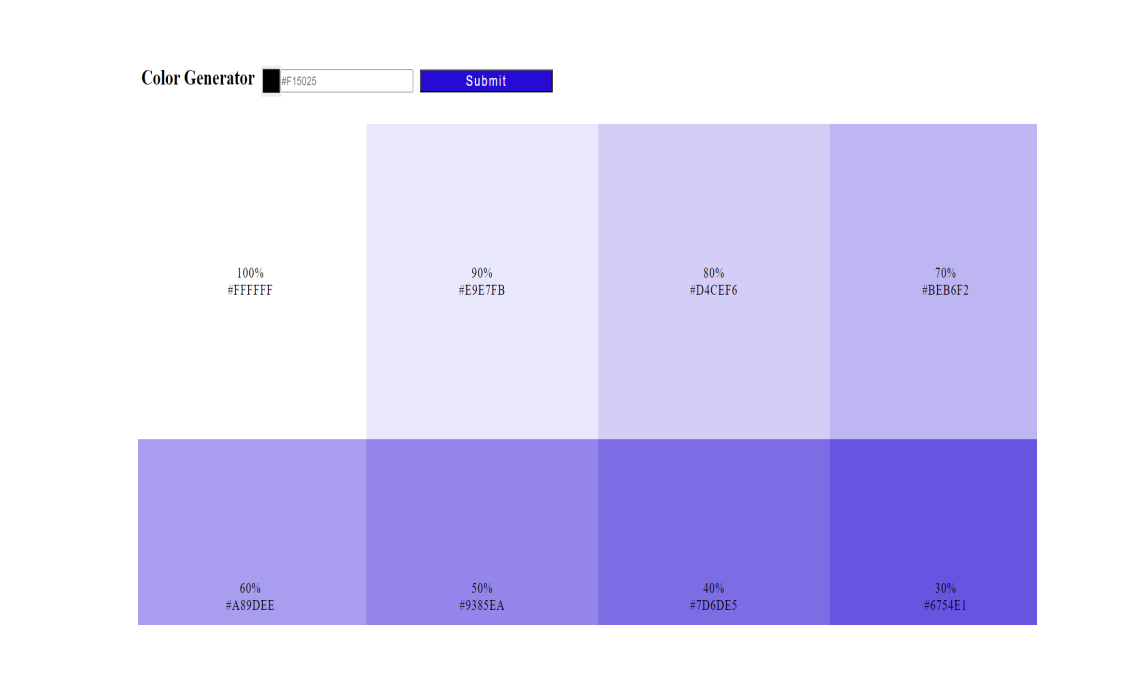 Color Generator #F15025 Submit
100%
#FFFFFF
90%
#E9E7FB
80%
#D4CEF6
70%
#BEB6F2
60%
#A89DEE
50%
#9385EA
40%
#7D6DE5
30%
#6754E1